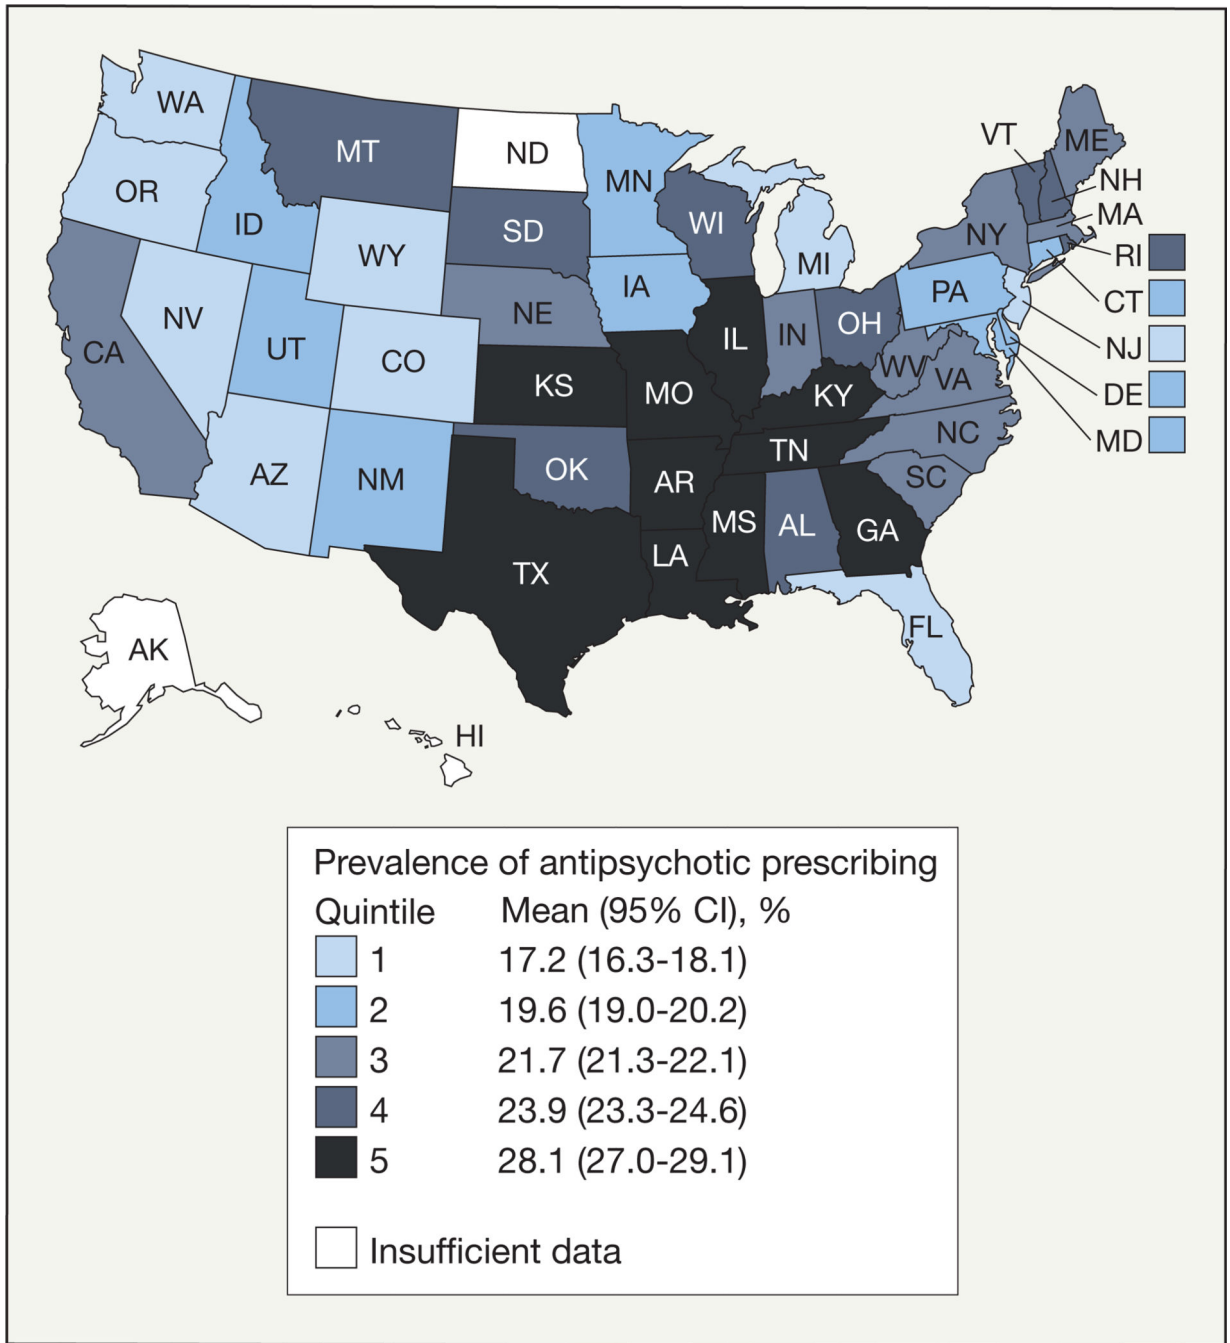 WA
MT
ND
MN
VT
ME
OR
ID
SD
WI
NH
MA
NY
WY
MI
RI
IA
PA
CT
NE
NV
UT
CO
IL
IN
OH
NJ
CA
WV
VA
KS
MO
KY
DE
NC
MD
TN
AZ
NM
OK
AR
SC
MS
AL
GA
LA
TX
FL
AK
HI
Prevalence of antipsychotic prescribing
Quintile Mean (95% CI), %
1 17.2 (16.3-18.1)
2 19.6 (19.0-20.2)
3 21.7 (21.3-22.1)
4 23.9 (23.3-24.6)
5 28.1 (27.0-29.1)
Insufficient data